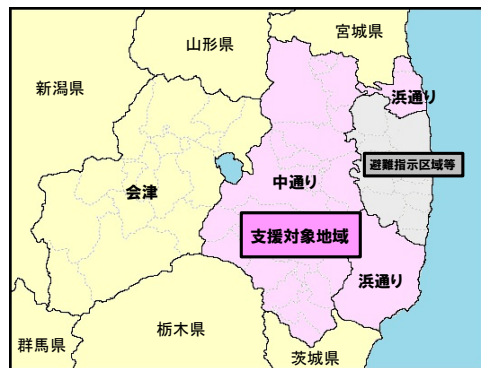 宮城県
山形県
新潟県
浜通り
避難指示区域等
会津
中通り
支援対象地域
浜通り
栃木県
群馬県
茨城県